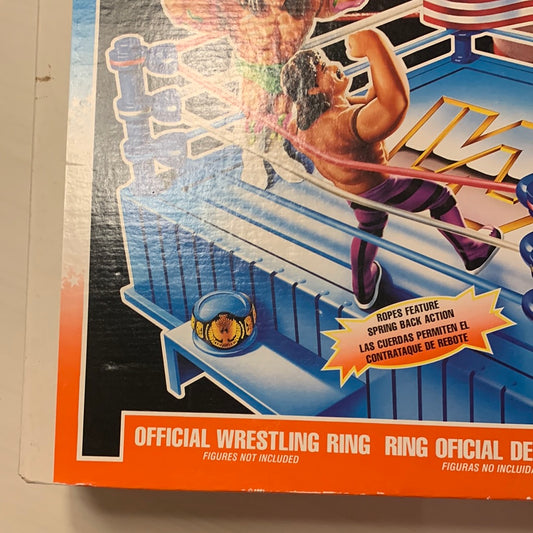 ROPES FEATURE
SPRING BACK ACTION
LAS CUERDAS PERMITEN EL
CONTRATAQUE DE REBOTE
OFFICIAL WRESTLING RING RING OFICIAL DE
FIGURES NOT INCLUDED FIGURAS NO INCLUIDA